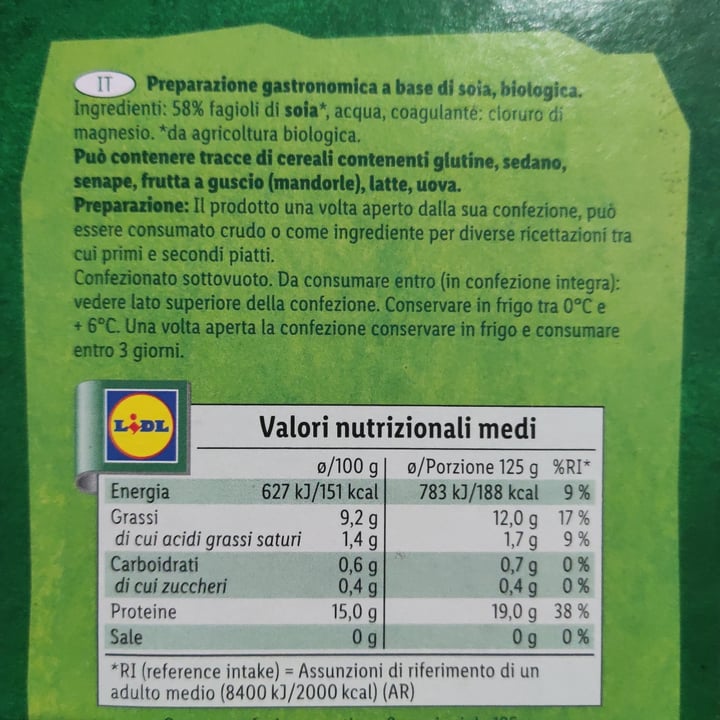 IT Preparazione gastronomica a base di soia, biologica.
Ingredienti: 58% fagioli di soia*, acqua, coagulante: cloruro di
magnesio. *da agricoltura biologica.
Può contenere tracce di cereali contenenti glutine, sedano,
senape, frutta a guscio (mandorle), latte, uova.
Preparazione: Il prodotto una volta aperto dalla sua confezione, può
essere consumato crudo o come ingrediente per diverse ricettazioni tra
cui primi e secondi piatti.
Confezionato sottovuoto. Da consumare entro (in confezione integra):
vedere lato superiore della confezione. Conservare in frigo tra 0°C e
+ 6°C. Una volta aperta la confezione conservare in frigo e consumare
entro 3 giorni.
LIDL
Valori nutrizionali medi
ø/100 g ø/Porzione 125 g %RI*
Energia 627 kJ/151 kcal 783 kJ/188 kcal 9 %
Grassi 9,2 g 12,0 g 17 %
di cui acidi grassi saturi 1,4 g 1,7 g 9 %
Carboidrati 0,6 g 0,7 g 0 %
di cui zuccheri 0,4 g 0,4 g 0 %
Proteine 15,0 g 19,0 g 38 %
Sale 0 g 0 g 0 %
*RI (reference intake) = Assunzioni di riferimento di un
adulto medio (8400 kJ/2000 kcal) (AR)